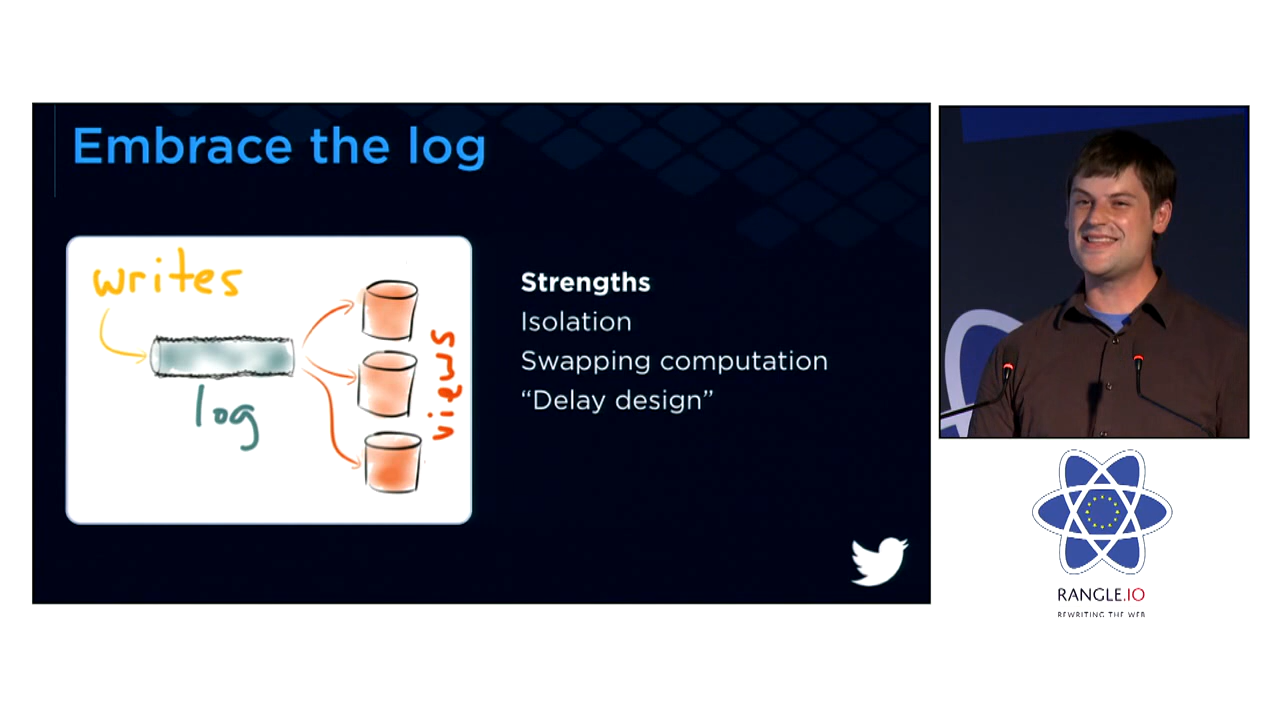 Embrace the log
writes
log
views
Strengths
Isolation
Swapping computation
“Delay design”
RANGLE.IO
REWRITING THE WEB